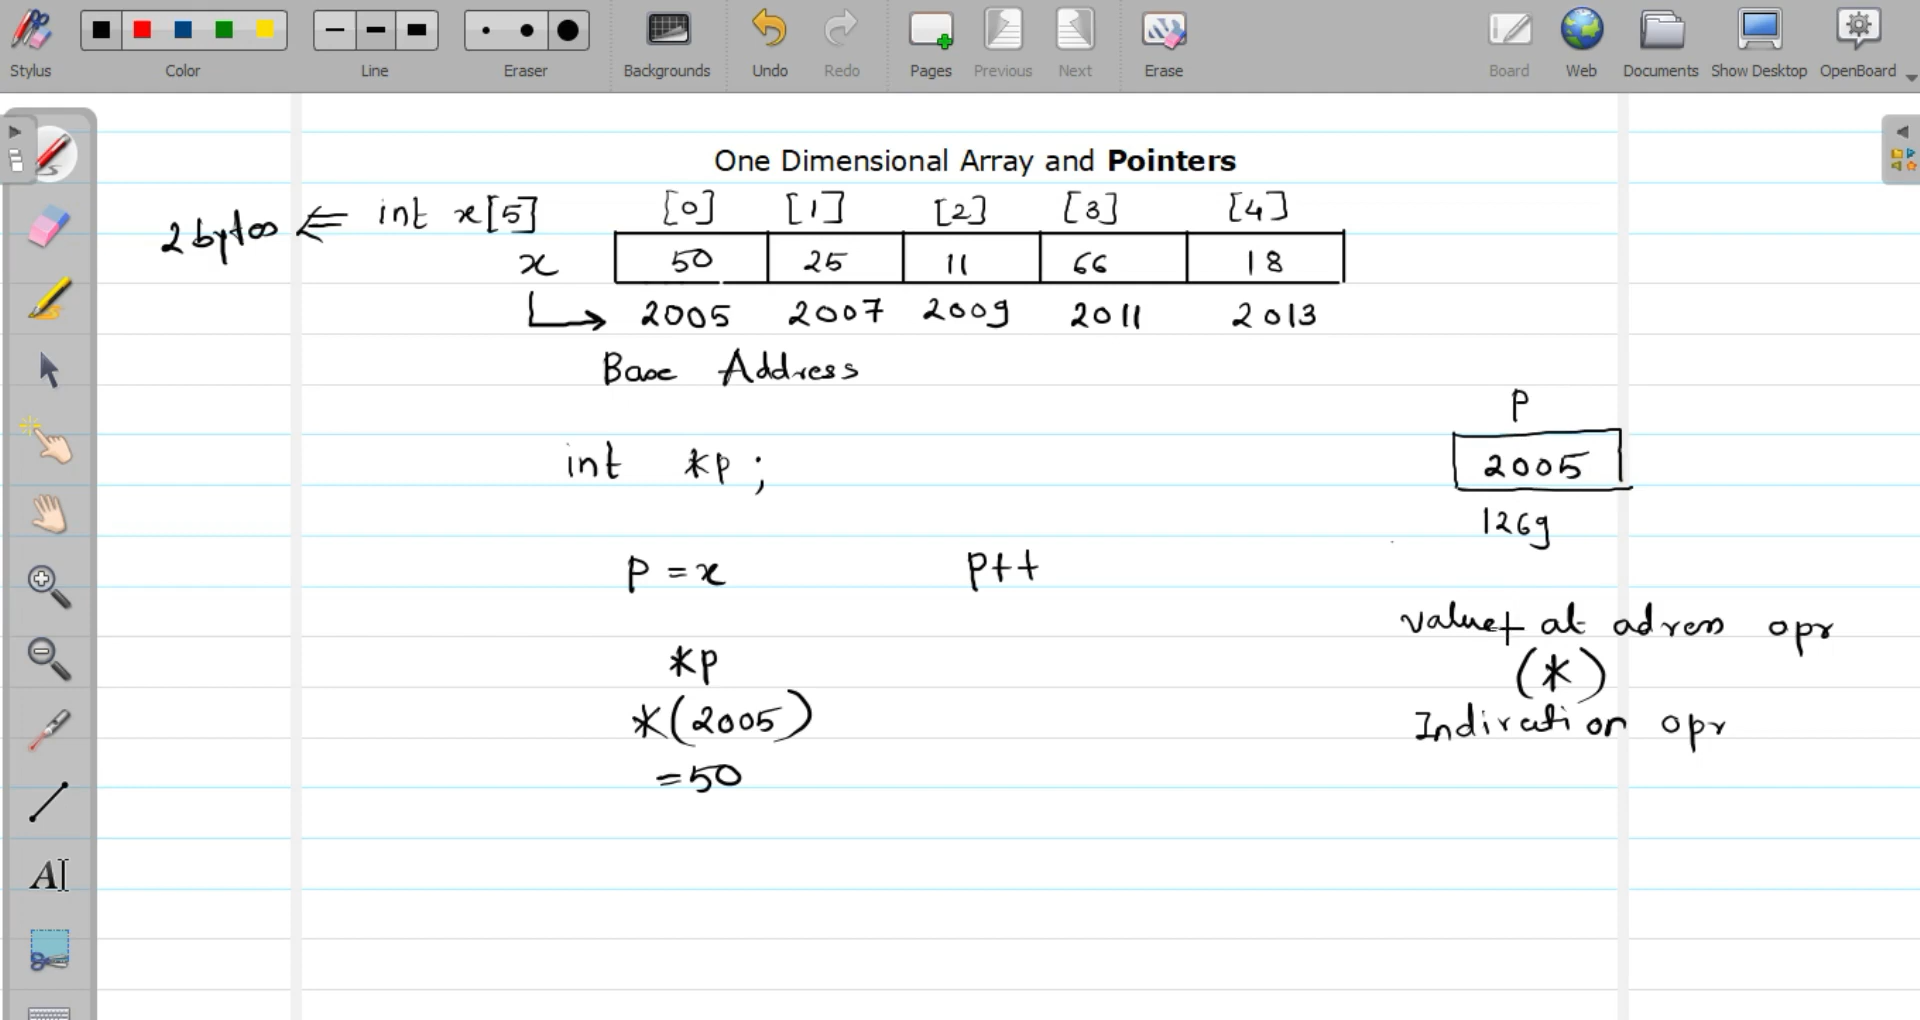 Stylus Color Line Eraser Backgrounds Undo Redo Pages Previous Next Erase Board Web Documents Show Desktop OpenBoard
One Dimensional Array and Pointers
2 bytes ⇐ int x[5] [0] [1] [2] [3] [4]
x 50 25 11 66 18
2005 2007 2009 2011 2013
Base Address
P
int *p ; 2005
1269
P = x P++
value at adress opr
*p (*)
*(2005) Indiration opr
=50
AI